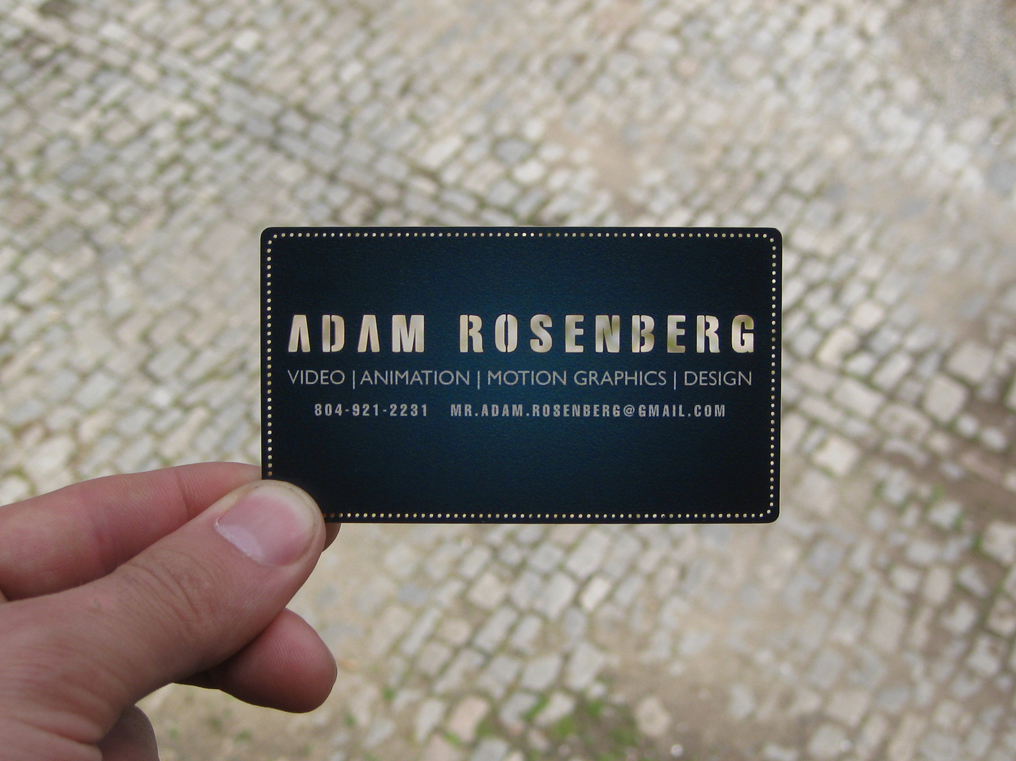 ADAM ROSENBERG
VIDEO | ANIMATION | MOTION GRAPHICS | DESIGN
804-921-2231 MR.ADAM.ROSENBERG@GMAIL.COM